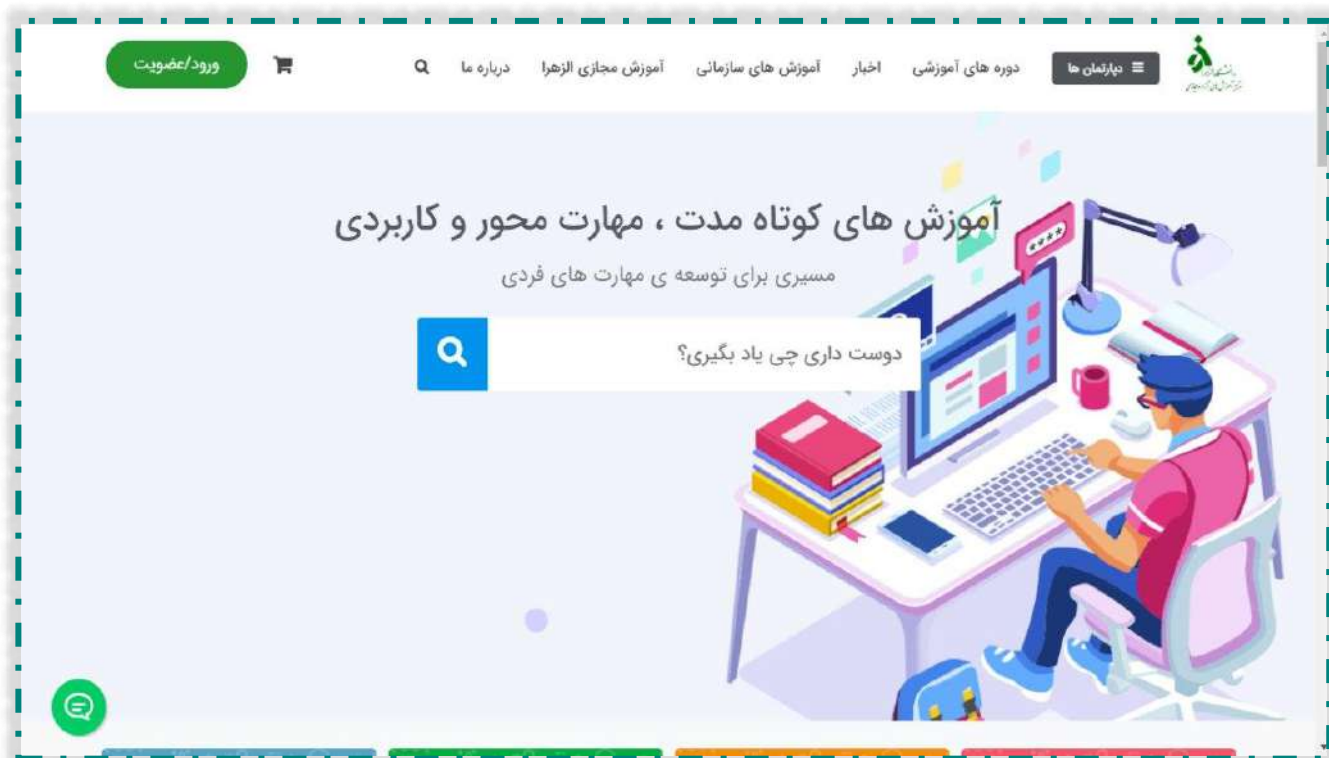 دپارتمان ها
دوره های آموزشی
اخبار
آموزش های سازمانی
آموزش مجازی الزهرا
درباره ما
ورود/عضویت
آموزش های کوتاه مدت ، مهارت محور و کاربردی
مسیری برای توسعه ی مهارت های فردی
دوست داری چی یاد بگیری؟
****